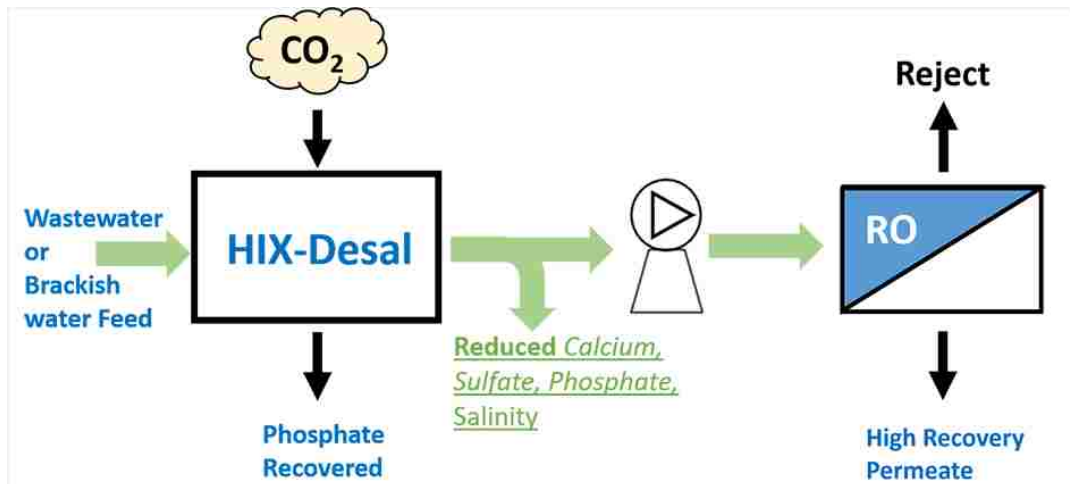 CO₂
Reject
Wastewater
or
Brackish
water Feed
HIX-Desal
RO
Reduced Calcium,
Sulfate, Phosphate,
Salinity
Phosphate
Recovered
High Recovery
Permeate